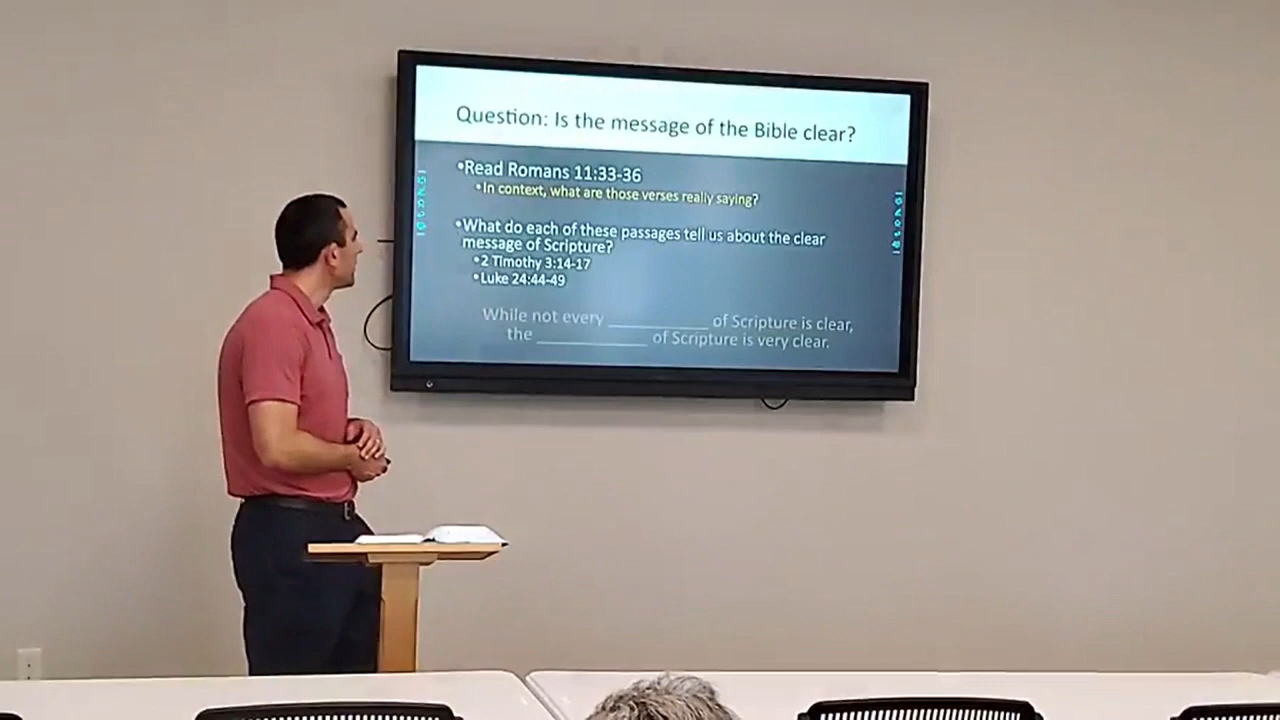 Question: Is the message of the Bible clear?
•Read Romans 11:33-36
•In context, what are those verses really saying?
•What do each of these passages tell us about the clear
message of Scripture?
•2 Timothy 3:14-17
•Luke 24:44-49
While not every ____________ of Scripture is clear,
the _____________ of Scripture is very clear.